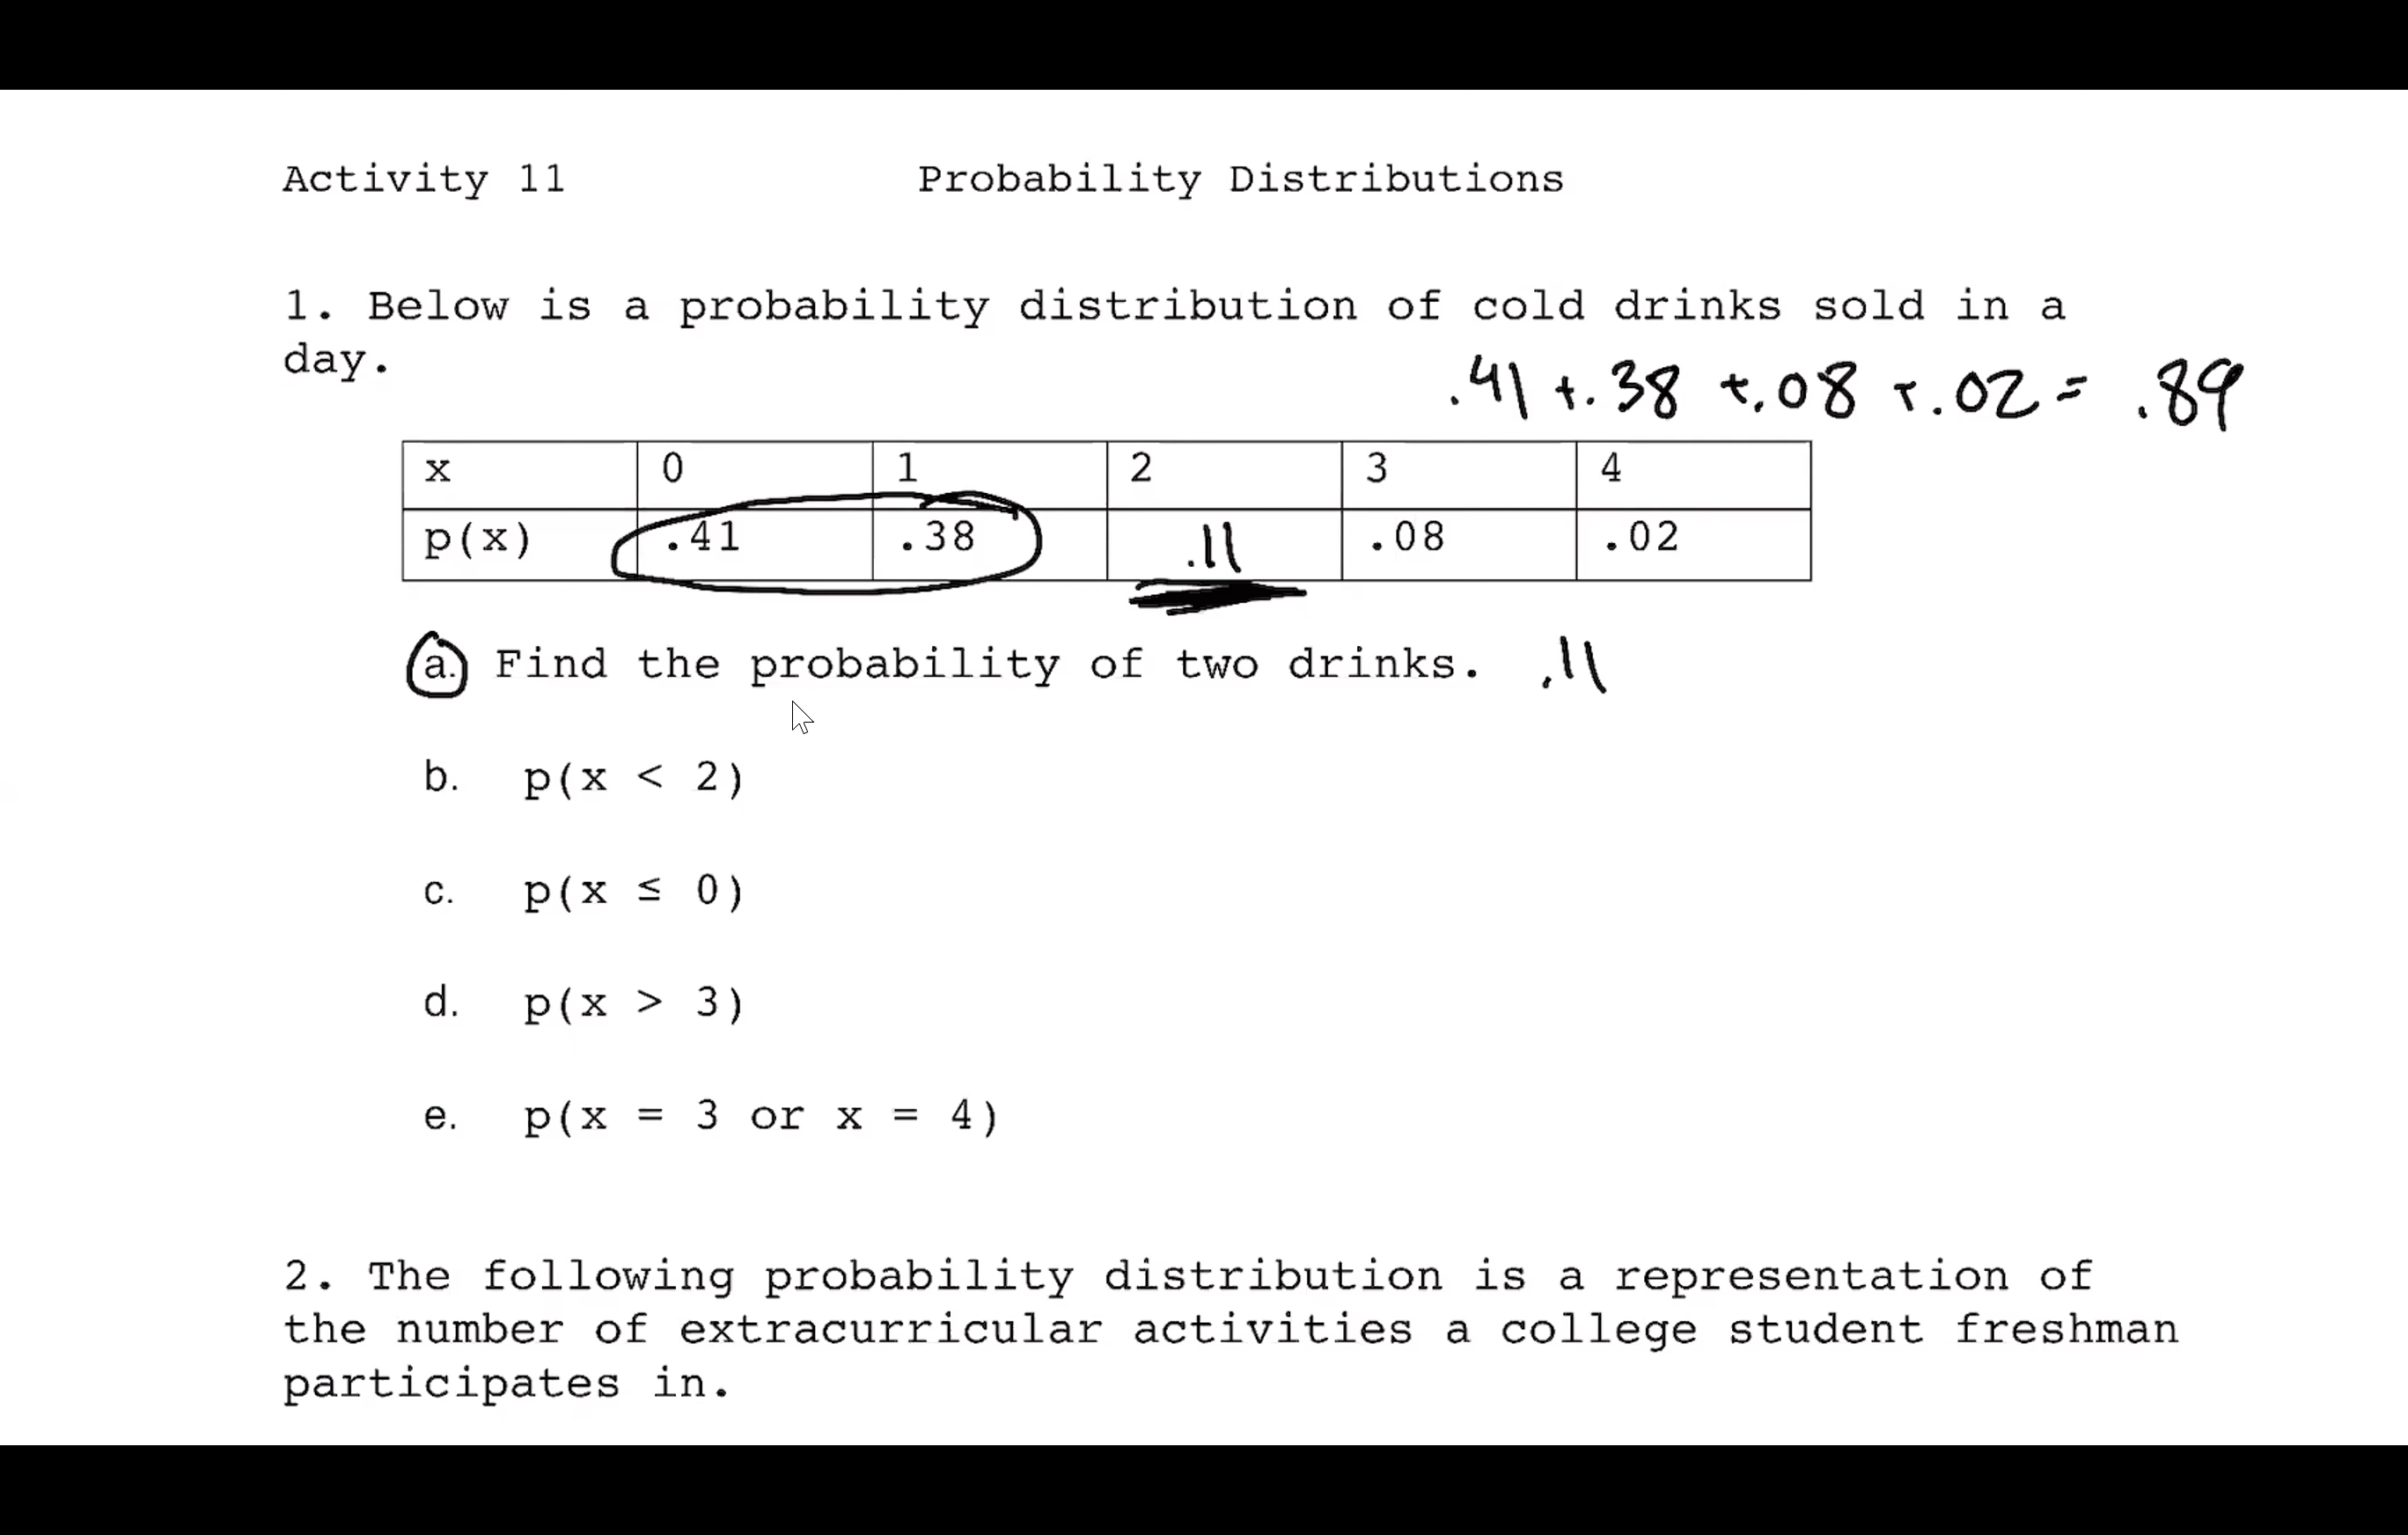 Activity 11 Probability Distributions
1. Below is a probability distribution of cold drinks sold in a
day.
.41 +.38 +.08 +.02 = .89
x 0 1 2 3 4
p(x) .41 .38 .11 .08 .02
a. Find the probability of two drinks. .11
b. p(x < 2)
c. p(x ≤ 0)
d. p(x > 3)
e. p(x = 3 or x = 4)
2. The following probability distribution is a representation of
the number of extracurricular activities a college student freshman
participates in.